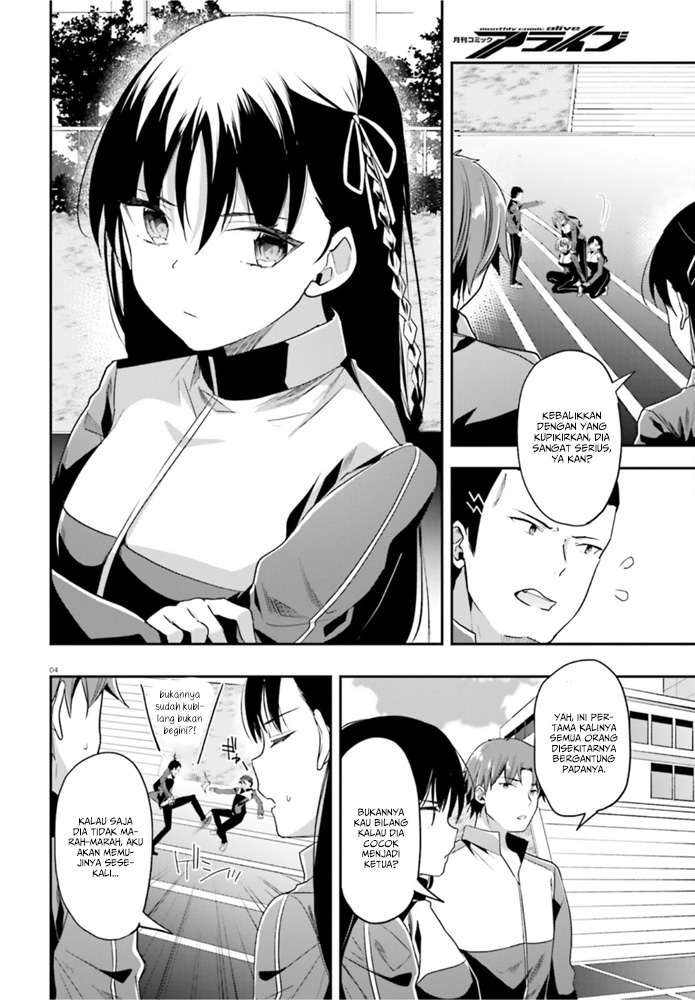 monthly comic alive
月刊コミック
アライブ
KEBALIKKAN
DENGAN YANG
KUPIKIRKAN, DIA
SANGAT SERIUS,
YA KAN?
04
YAH, INI PER-
TAMA KALINYA
SEMUA ORANG
DISEKITARNYA
BERGANTUNG
PADANYA.
BUKANNYA
KAU BILANG
KALAU DIA
COCOK
MENJADI
KETUA?
bukannya
sudah kubi-
lang bukan
begini?!
KALAU SAJA
DIA TIDAK MA-
RAH-MARAH, AKU
AKAN MEMU-
JINYA SESE-
KALI...